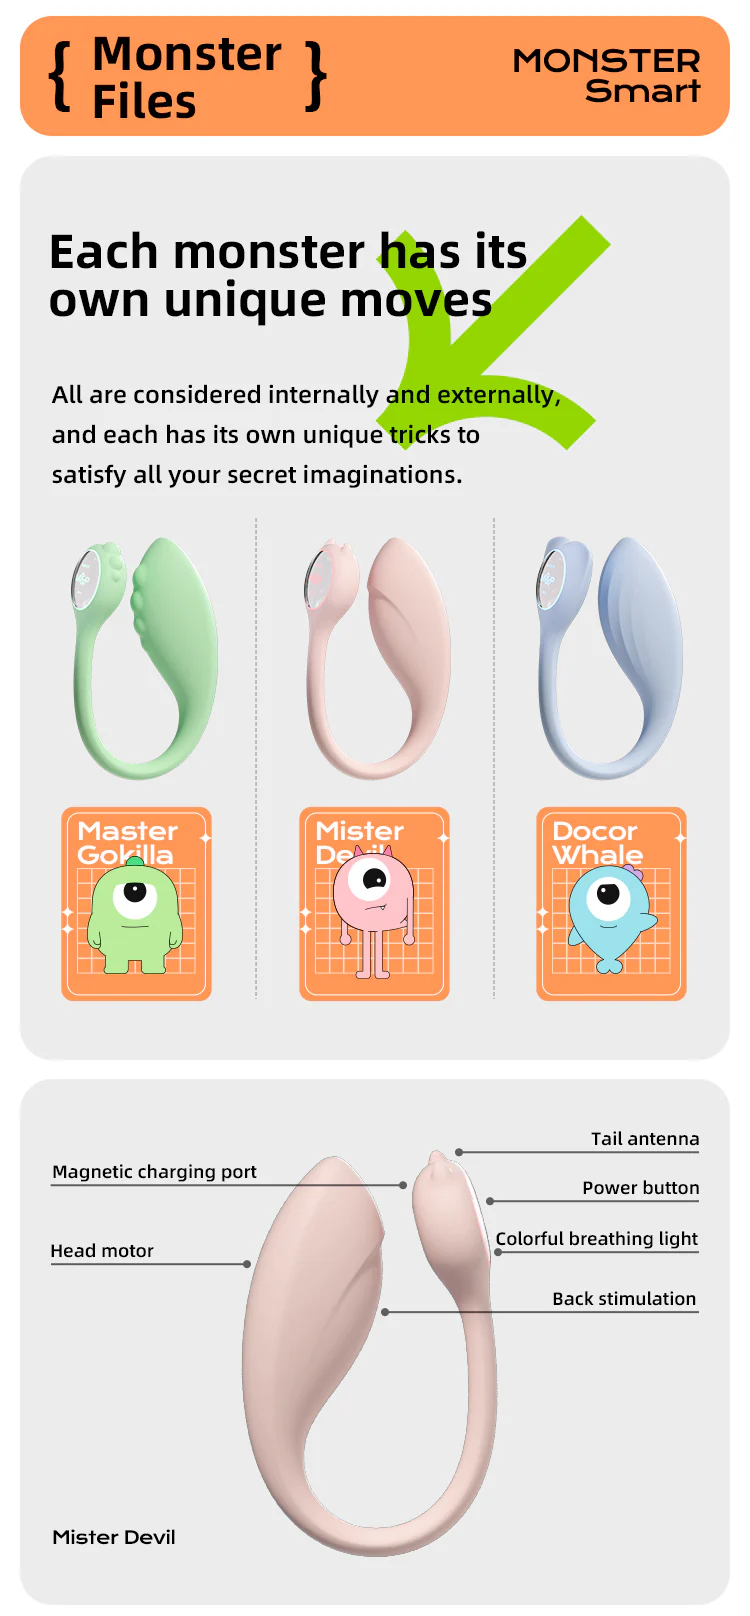 { Monster }
Files
MONSTER
Smart
Each monster has its
own unique moves
All are considered internally and externally,
and each has its own unique tricks to
satisfy all your secret imaginations.
Master
Gokilla
Mister
Devil
Docor
Whale
Tail antenna
Magnetic charging port
Power button
Colorful breathing light
Head motor
Back stimulation
Mister Devil